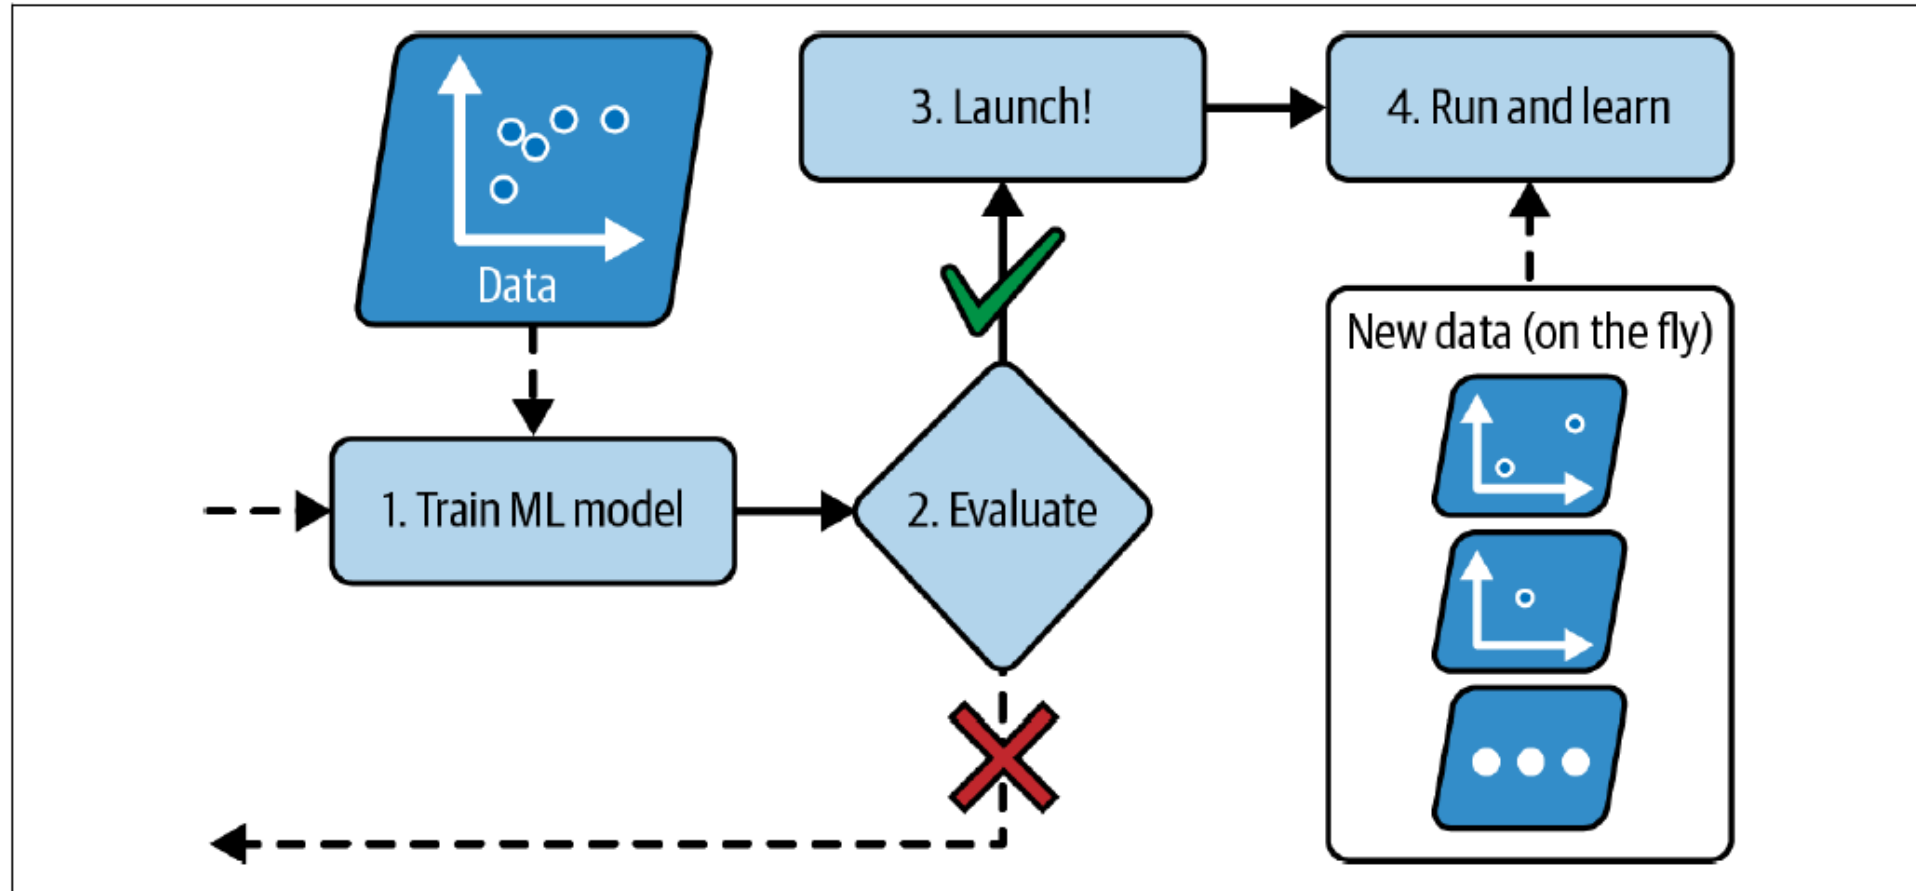 Data
1. Train ML model
2. Evaluate
3. Launch!
4. Run and learn
New data (on the fly)